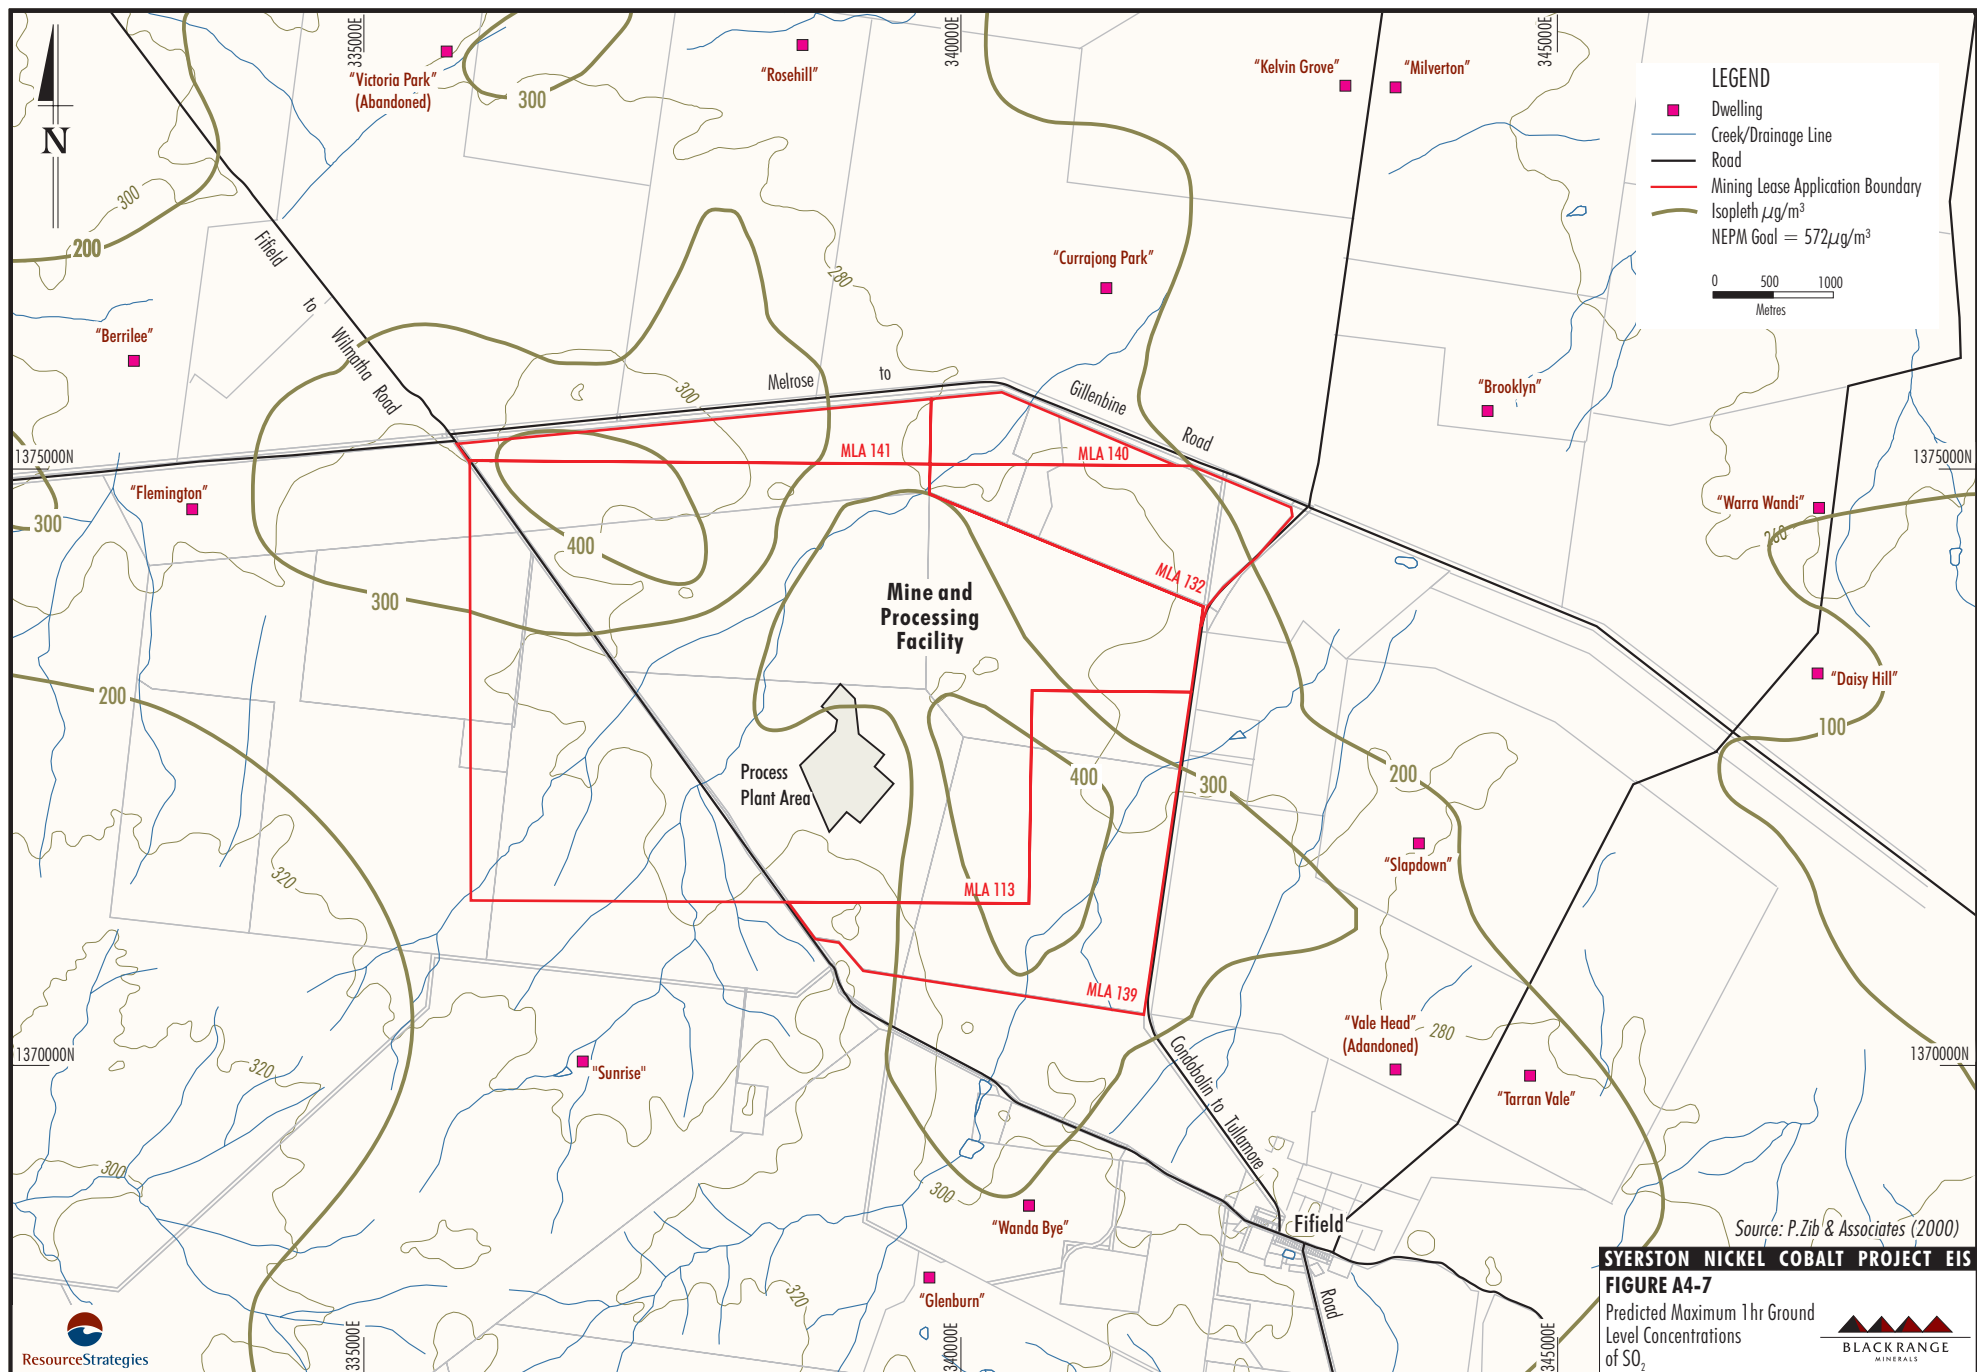 335000E
340000E
345000E
N
"Victoria Park"
(Abandoned)
300
"Rosehill"
"Kelvin Grove"
"Milverton"
LEGEND
Dwelling
Creek/Drainage Line
Road
Mining Lease Application Boundary
Isopleth µg/m³
NEPM Goal = 572µg/m³
0 500 1000
Metres
300
200
Fifield
to
Wilmatha Road
280
"Currajong Park"
"Berrilee"
Melrose
to
Gillenbine
Road
300
"Brooklyn"
1375000N
1375000N
MLA 141
MLA 140
"Flemington"
300
400
"Warra Wandi"
260
MLA 132
300
Mine and
Processing
Facility
200
"Daisy Hill"
100
Process
Plant Area
400
300
200
"Slapdown"
320
MLA 113
MLA 139
"Vale Head"
(Adandoned)
280
1370000N
1370000N
320
"Sunrise"
Condobolin to Tullamore
"Tarran Vale"
300
300
"Wanda Bye"
Fifield
320
"Glenburn"
Road
Source: P.Zib & Associates (2000)
SYERSTON NICKEL COBALT PROJECT EIS
FIGURE A4-7
Predicted Maximum 1hr Ground
Level Concentrations
of SO₂
BLACK RANGE
MINERALS
ResourceStrategies
335000E
340000E
345000E